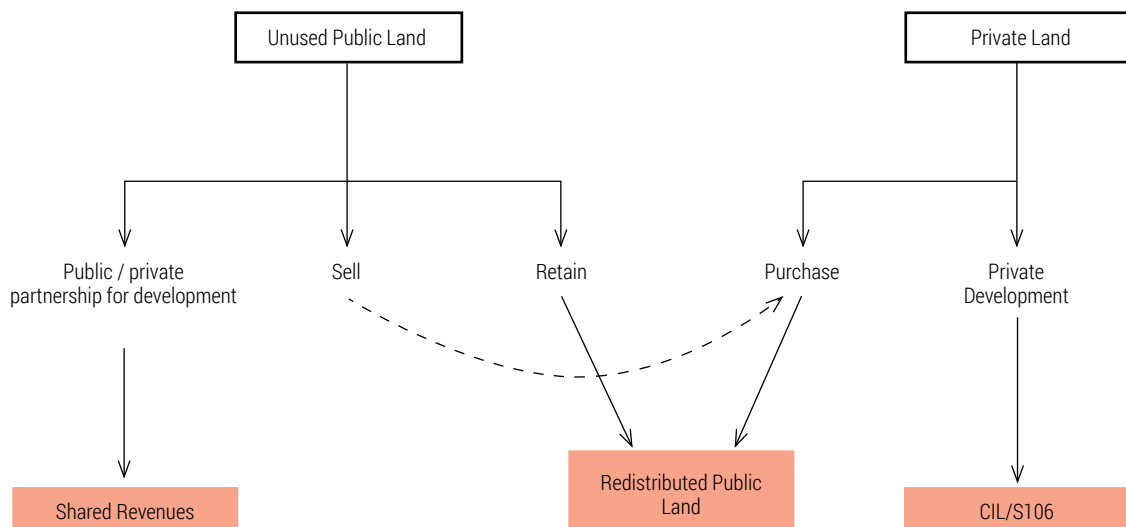 Unused Public Land
Private Land
Public / private
partnership for development
Sell
Retain
Purchase
Private
Development
Shared Revenues
Redistributed Public
Land
CIL/S106